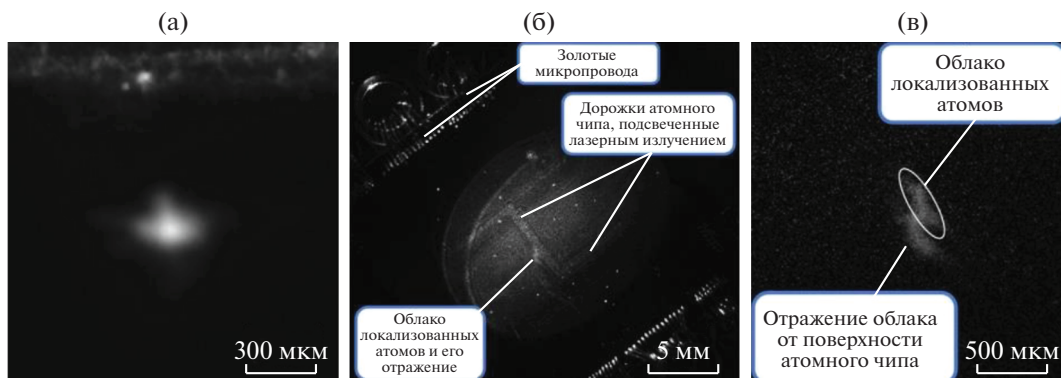 (а)
(б)
(в)
300 мкм
Золотые
микропровода
Дорожки атомного
чипа, подсвеченные
лазерным излучением
Облако
локализованных
атомов и его
отражение
5 мм
Облако
локализованных
атомов
Отражение облака
от поверхности
атомного чипа
500 мкм